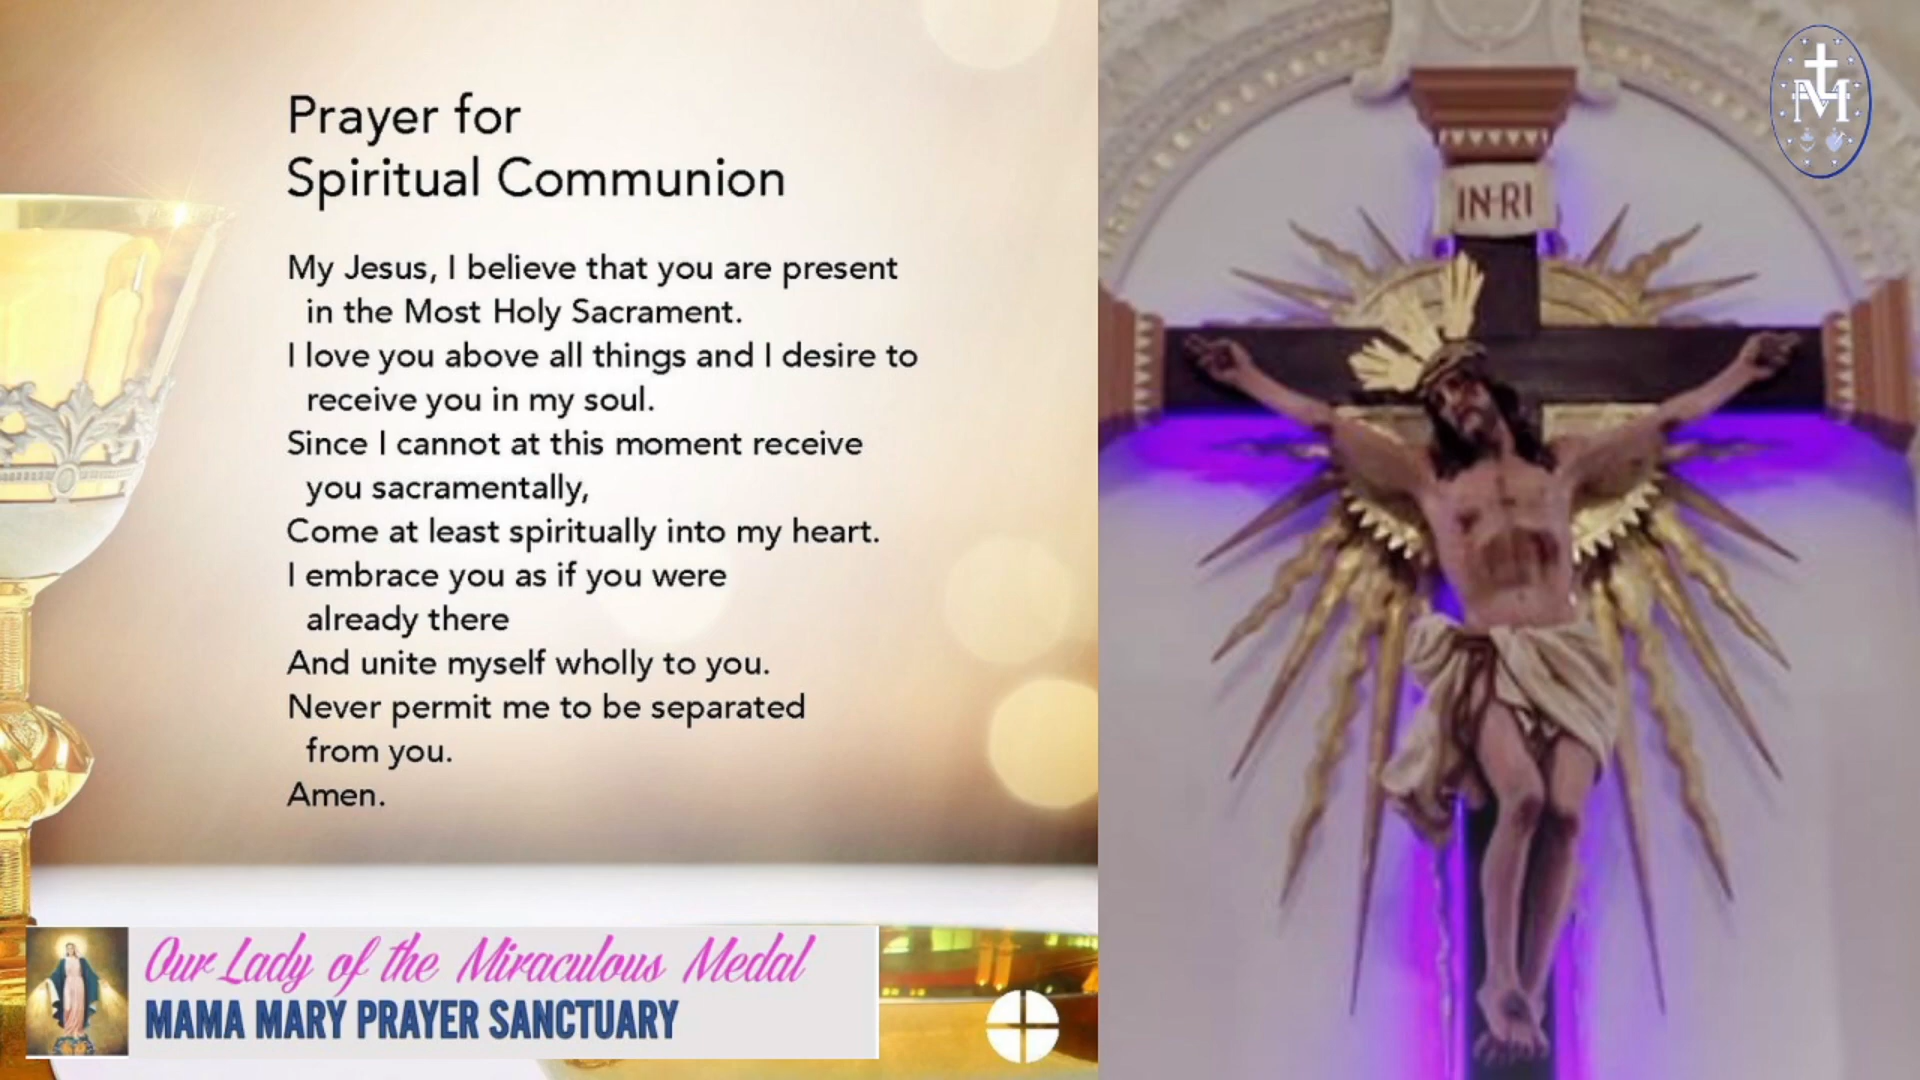 Prayer for
Spiritual Communion
My Jesus, I believe that you are present
in the Most Holy Sacrament.
I love you above all things and I desire to
receive you in my soul.
Since I cannot at this moment receive
you sacramentally,
Come at least spiritually into my heart.
I embrace you as if you were
already there
And unite myself wholly to you.
Never permit me to be separated
from you.
Amen.
Our Lady of the Miraculous Medal
MAMA MARY PRAYER SANCTUARY
IN·RI
M